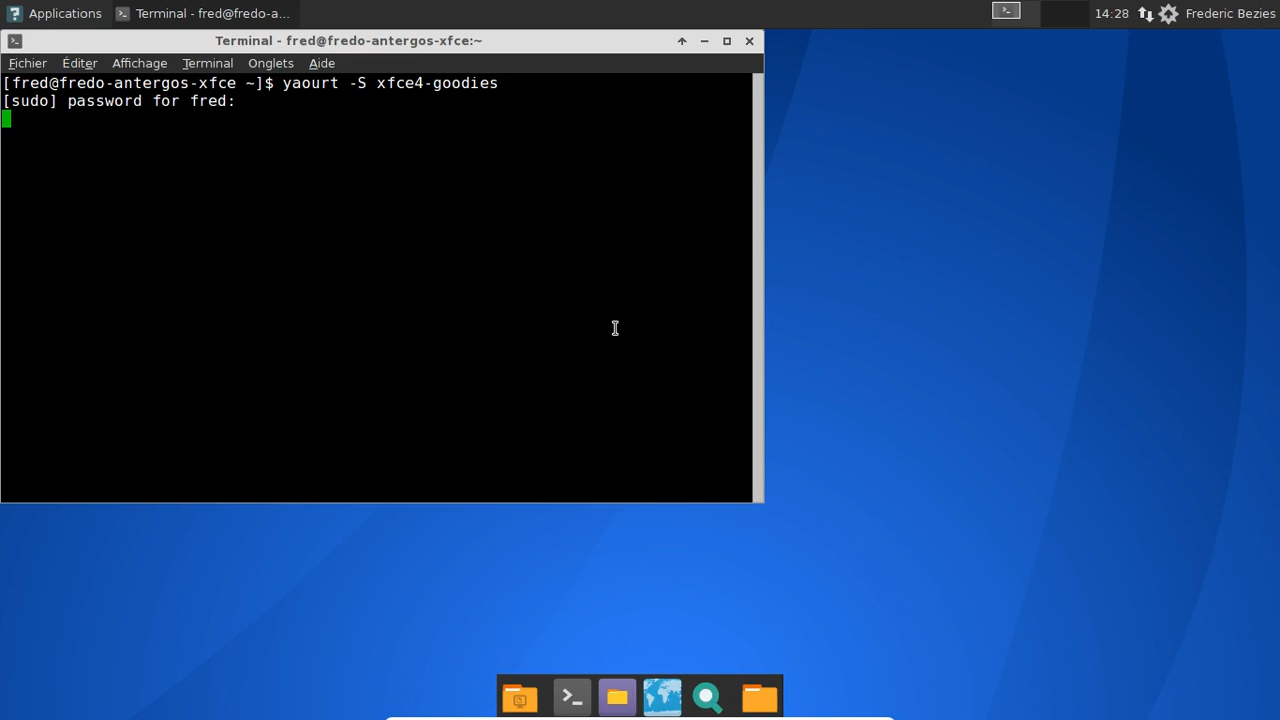 Applications
Terminal - fred@fredo-a...
14:28
Frederic Bezies
Terminal - fred@fredo-antergos-xfce:~
Fichier Éditer Affichage Terminal Onglets Aide
[fred@fredo-antergos-xfce ~]$ yaourt -S xfce4-goodies
[sudo] password for fred: